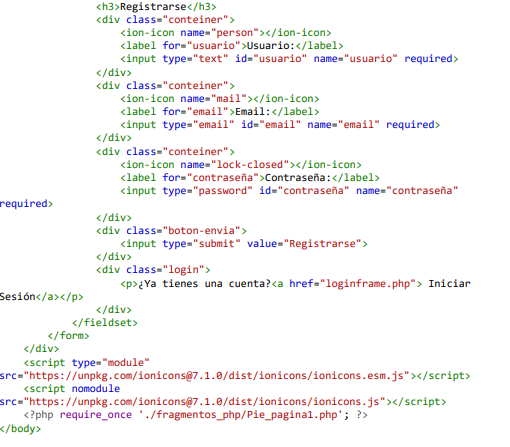 <h3>Registrarse</h3>
<div class="conteiner">
<ion-icon name="person"></ion-icon>
<label for="usuario">Usuario:</label>
<input type="text" id="usuario" name="usuario" required>
</div>
<div class="conteiner">
<ion-icon name="mail"></ion-icon>
<label for="email">Email:</label>
<input type="email" id="email" name="email" required>
</div>
<div class="conteiner">
<ion-icon name="lock-closed"></ion-icon>
<label for="contraseña">Contraseña:</label>
<input type="password" id="contraseña" name="contraseña"
required>
</div>
<div class="boton-envia">
<input type="submit" value="Registrarse">
</div>
<div class="login">
<p>¿Ya tienes una cuenta?<a href="loginframe.php"> Iniciar
Sesión</a></p>
</div>
</fieldset>
</form>
</div>
<script type="module"
src="https://unpkg.com/ionicons@7.1.0/dist/ionicons/ionicons.esm.js"></script>
<script nomodule
src="https://unpkg.com/ionicons@7.1.0/dist/ionicons/ionicons.js"></script>
<?php require_once './fragmentos_php/Pie_pagina1.php'; ?>
</body>